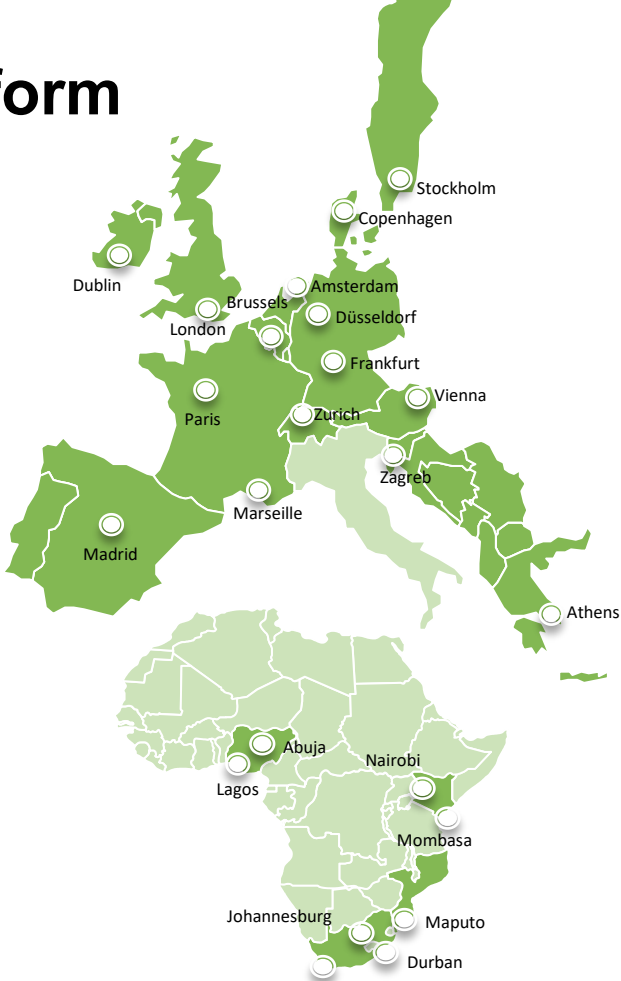 form
Stockholm
Copenhagen
Dublin
Amsterdam
Brussels
Düsseldorf
London
Frankfurt
Vienna
Paris
Zurich
Zagreb
Marseille
Madrid
Athens
Abuja
Nairobi
Lagos
Mombasa
Johannesburg
Maputo
Durban